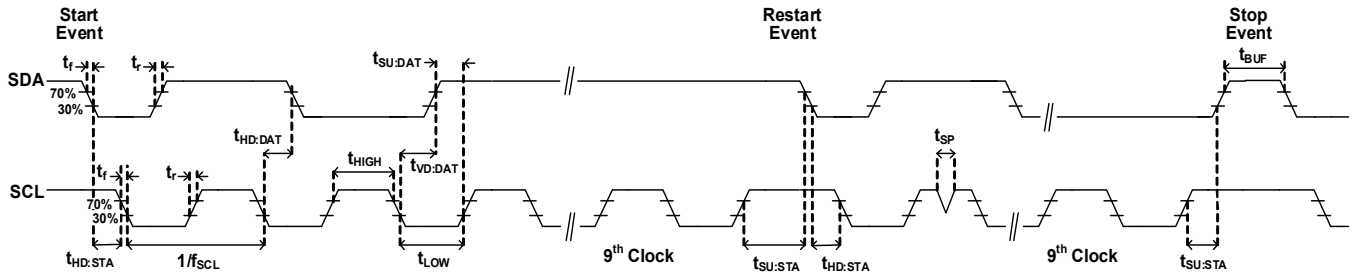 Start
Event
Restart
Event
Stop
Event
tf
tr
tSU:DAT
tBUF
SDA
70%
30%
tHD:DAT
tHIGH
tVD:DAT
tSP
tf
tr
SCL
70%
30%
tHD:STA
1/fSCL
tLOW
9th Clock
tSU:STA
tHD:STA
9th Clock
tSU:STA